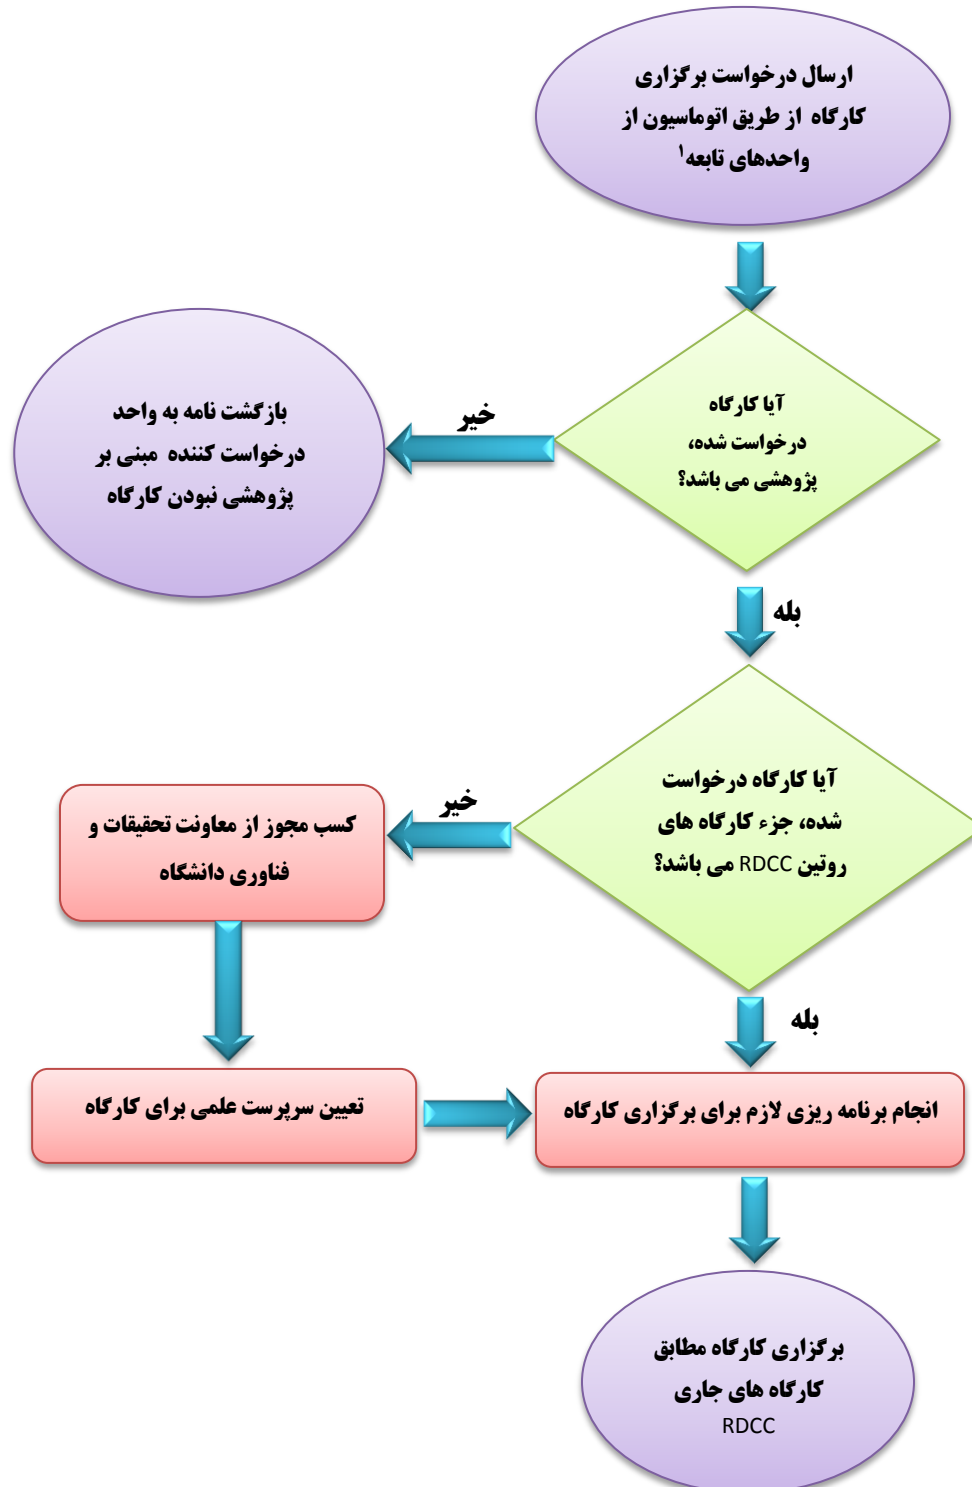 ارسال درخواست برگزاری
کارگاه از طریق اتوماسیون از
واحدهای تابعه۱
آیا کارگاه
درخواست شده،
پژوهشی می باشد؟
خیر
بازگشت نامه به واحد
درخواست کننده مبنی بر
پژوهشی نبودن کارگاه
بله
آیا کارگاه درخواست
شده، جزء کارگاه های
روتین RDCC می باشد؟
خیر
کسب مجوز از معاونت تحقیقات و
فناوری دانشگاه
بله
تعیین سرپرست علمی برای کارگاه
انجام برنامه ریزی لازم برای برگزاری کارگاه
برگزاری کارگاه مطابق
کارگاه های جاری
RDCC